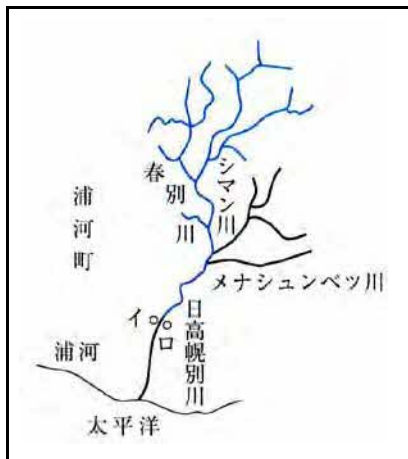 春別川
シマン川
浦河町
メナシュンベツ川
日高幌別川
イ
ロ
浦河
太平洋